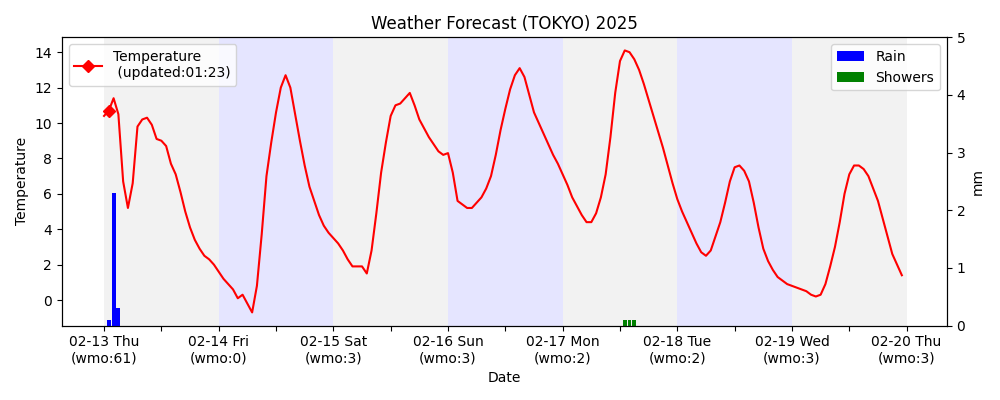 Weather Forecast (TOKYO) 2025
Temperature
(updated:01:23)
Rain
Showers
Temperature
14
12
10
8
6
4
2
0
5
4
3
2
1
0
mm
02-13 Thu
(wmo:61)
02-14 Fri
(wmo:0)
02-15 Sat
(wmo:3)
02-16 Sun
(wmo:3)
02-17 Mon
(wmo:2)
02-18 Tue
(wmo:2)
02-19 Wed
(wmo:3)
02-20 Thu
(wmo:3)
Date